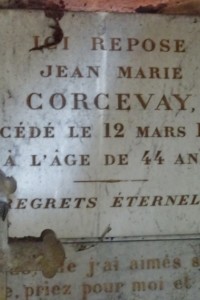 ICI REPOSE
JEAN MARIE
CORCEVAY,
CÉDÉ LE 12 MARS 1
À L'ÂGE DE 44 AN
REGRETS ÉTERNEL
que j'ai aimés s
e, priez pour moi et